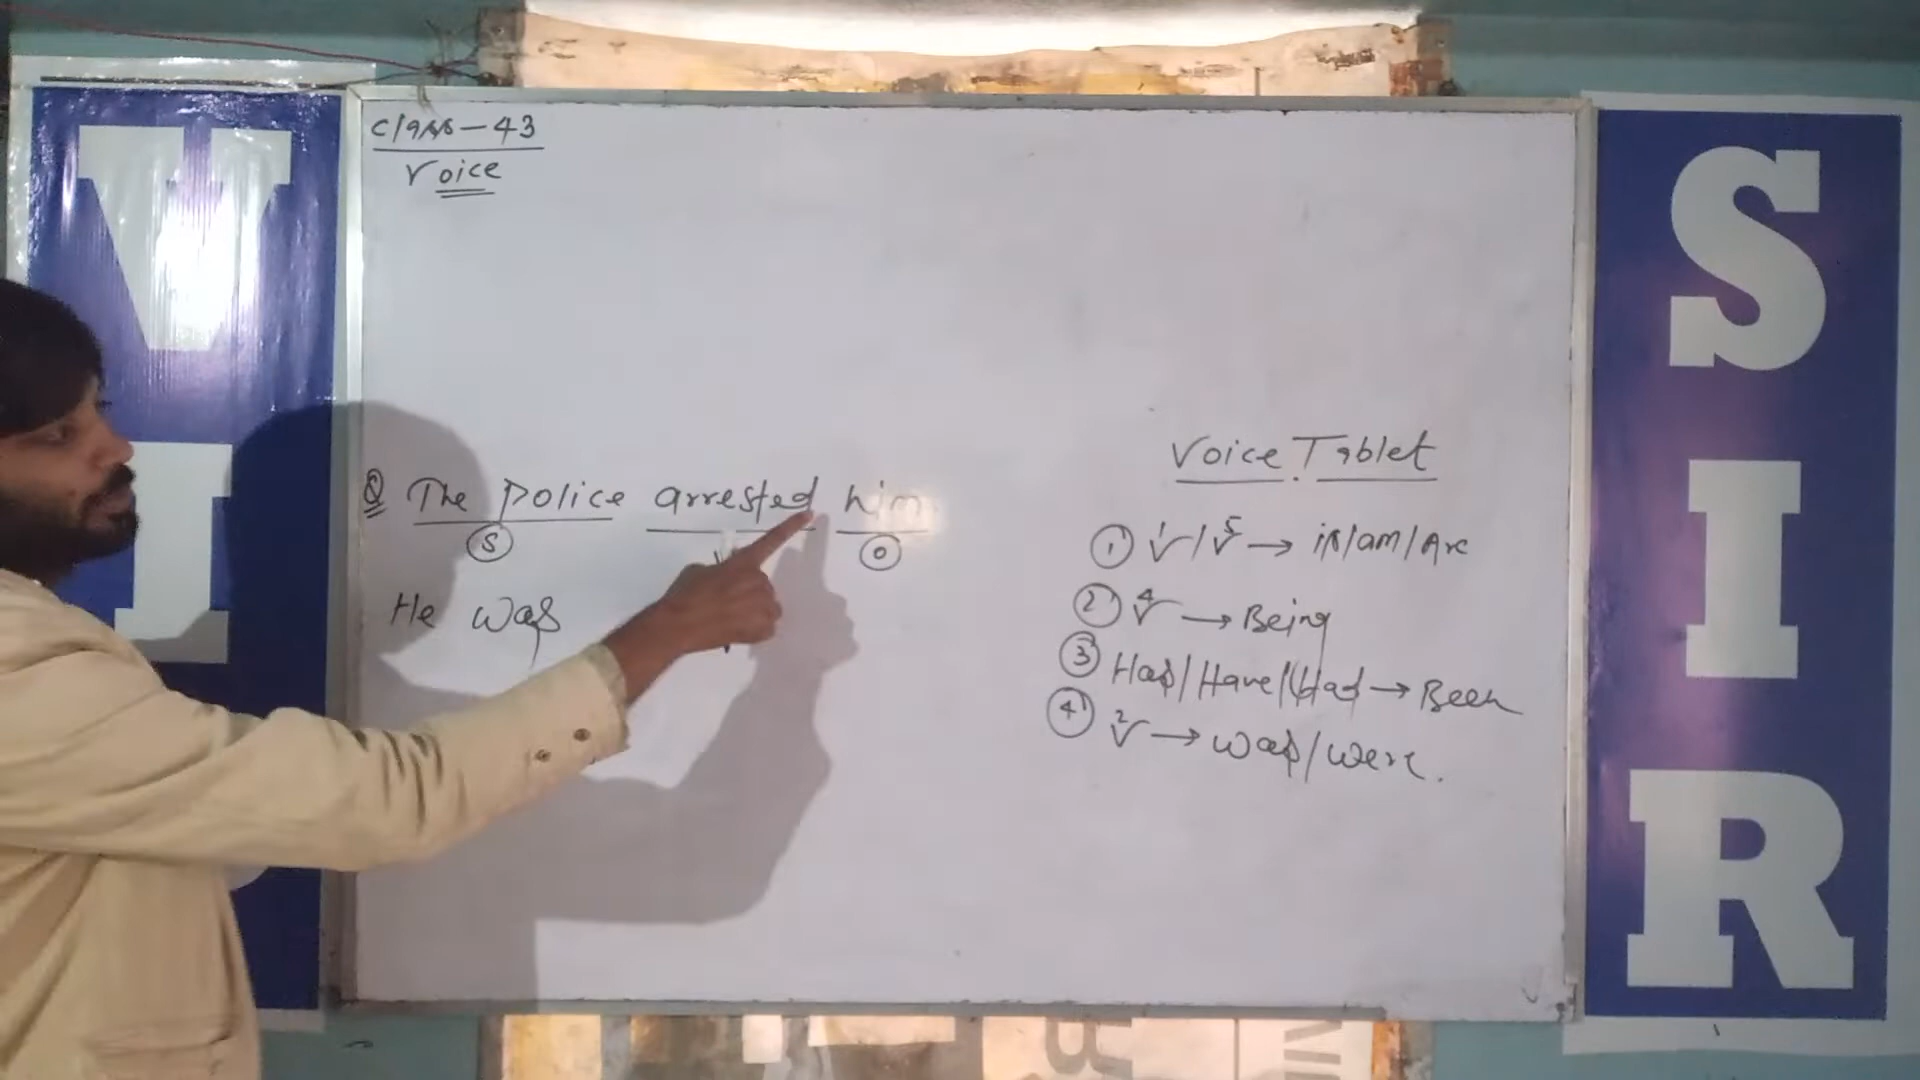 Class-43
Voice
Q The Police arrested him.
S V O
He was
Voice Tablet
① V¹/V⁵ → is/am/Are
② V⁴ → Being
③ Has/Have/Had → Been
④ V² → was/were.
SIR